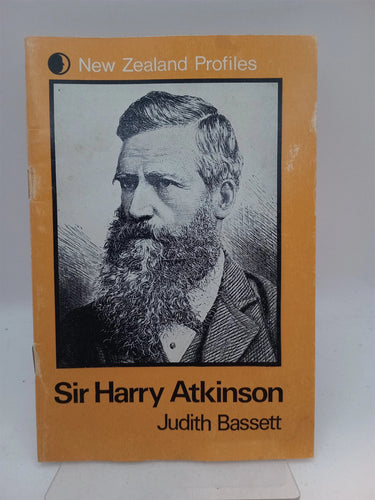 New Zealand Profiles
Sir Harry Atkinson
Judith Bassett